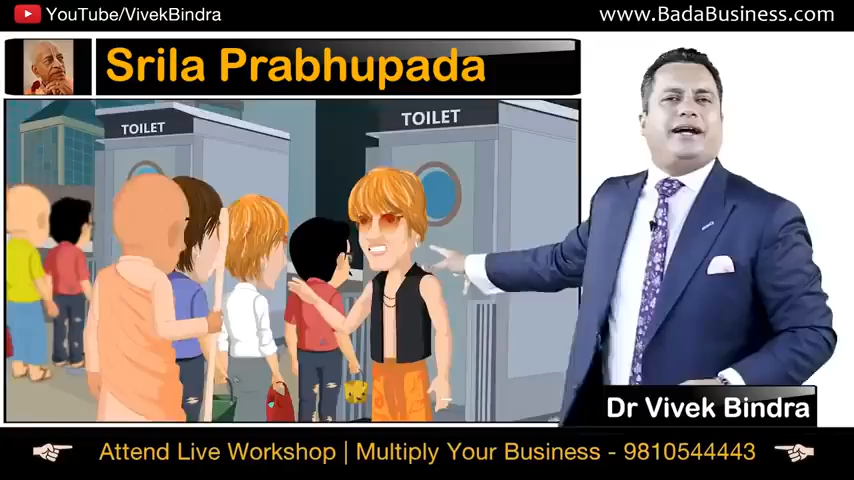 YouTube/VivekBindra
www.BadaBusiness.com
Srila Prabhupada
TOILET
TOILET
Dr Vivek Bindra
Attend Live Workshop | Multiply Your Business - 9810544443